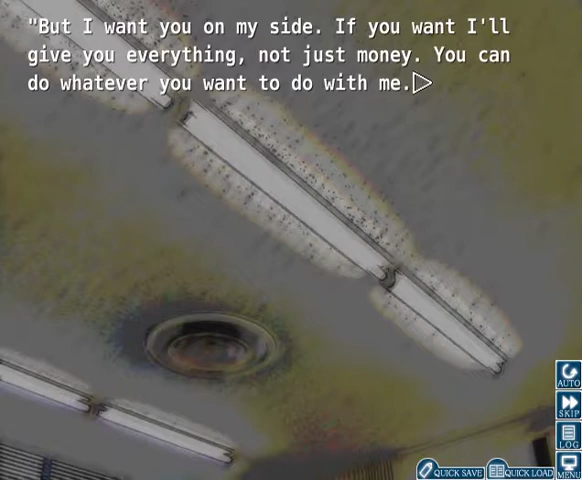 "But I want you on my side. If you want I'll
give you everything, not just money. You can
do whatever you want to do with me.
AUTO
SKIP
LOG
MENU
QUICK SAVE QUICK LOAD